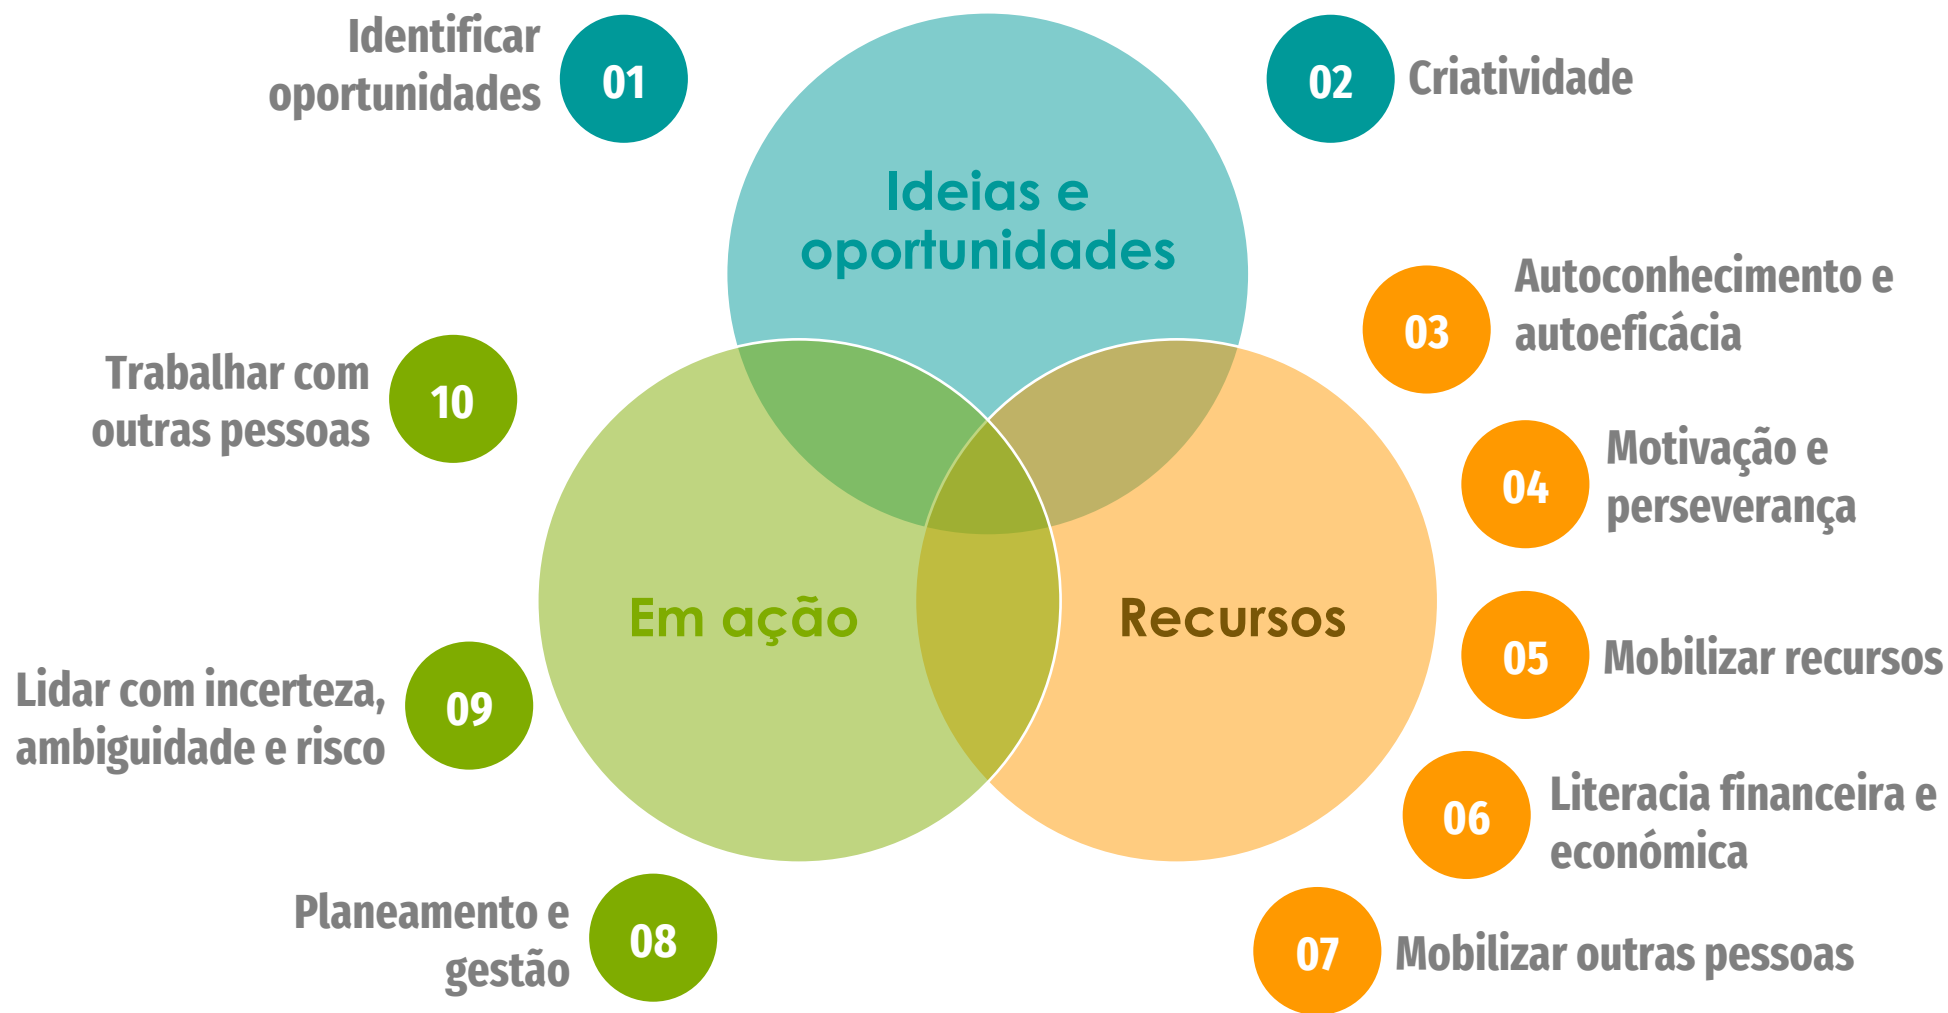 Identificar
oportunidades
01
02
Criatividade
Ideias e
oportunidades
03
Autoconhecimento e
autoeficácia
04
Motivação e
perseverança
05
Mobilizar recursos
06
Literacia financeira e
económica
07
Mobilizar outras pessoas
Recursos
Em ação
08
Planeamento e
gestão
09
Lidar com incerteza,
ambiguidade e risco
10
Trabalhar com
outras pessoas